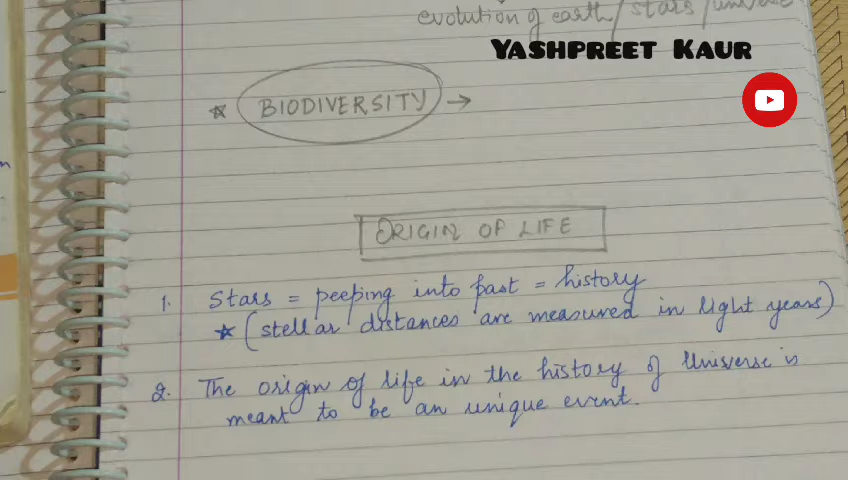 evolution of earth/stars/universe
YASHPREET KAUR
☆ BIODIVERSITY →
ORIGIN OF LIFE
1. Stars = peeping into past = history
★ (stellar distances are measured in light years)
2. The origin of life in the history of Universe is
meant to be an unique event.